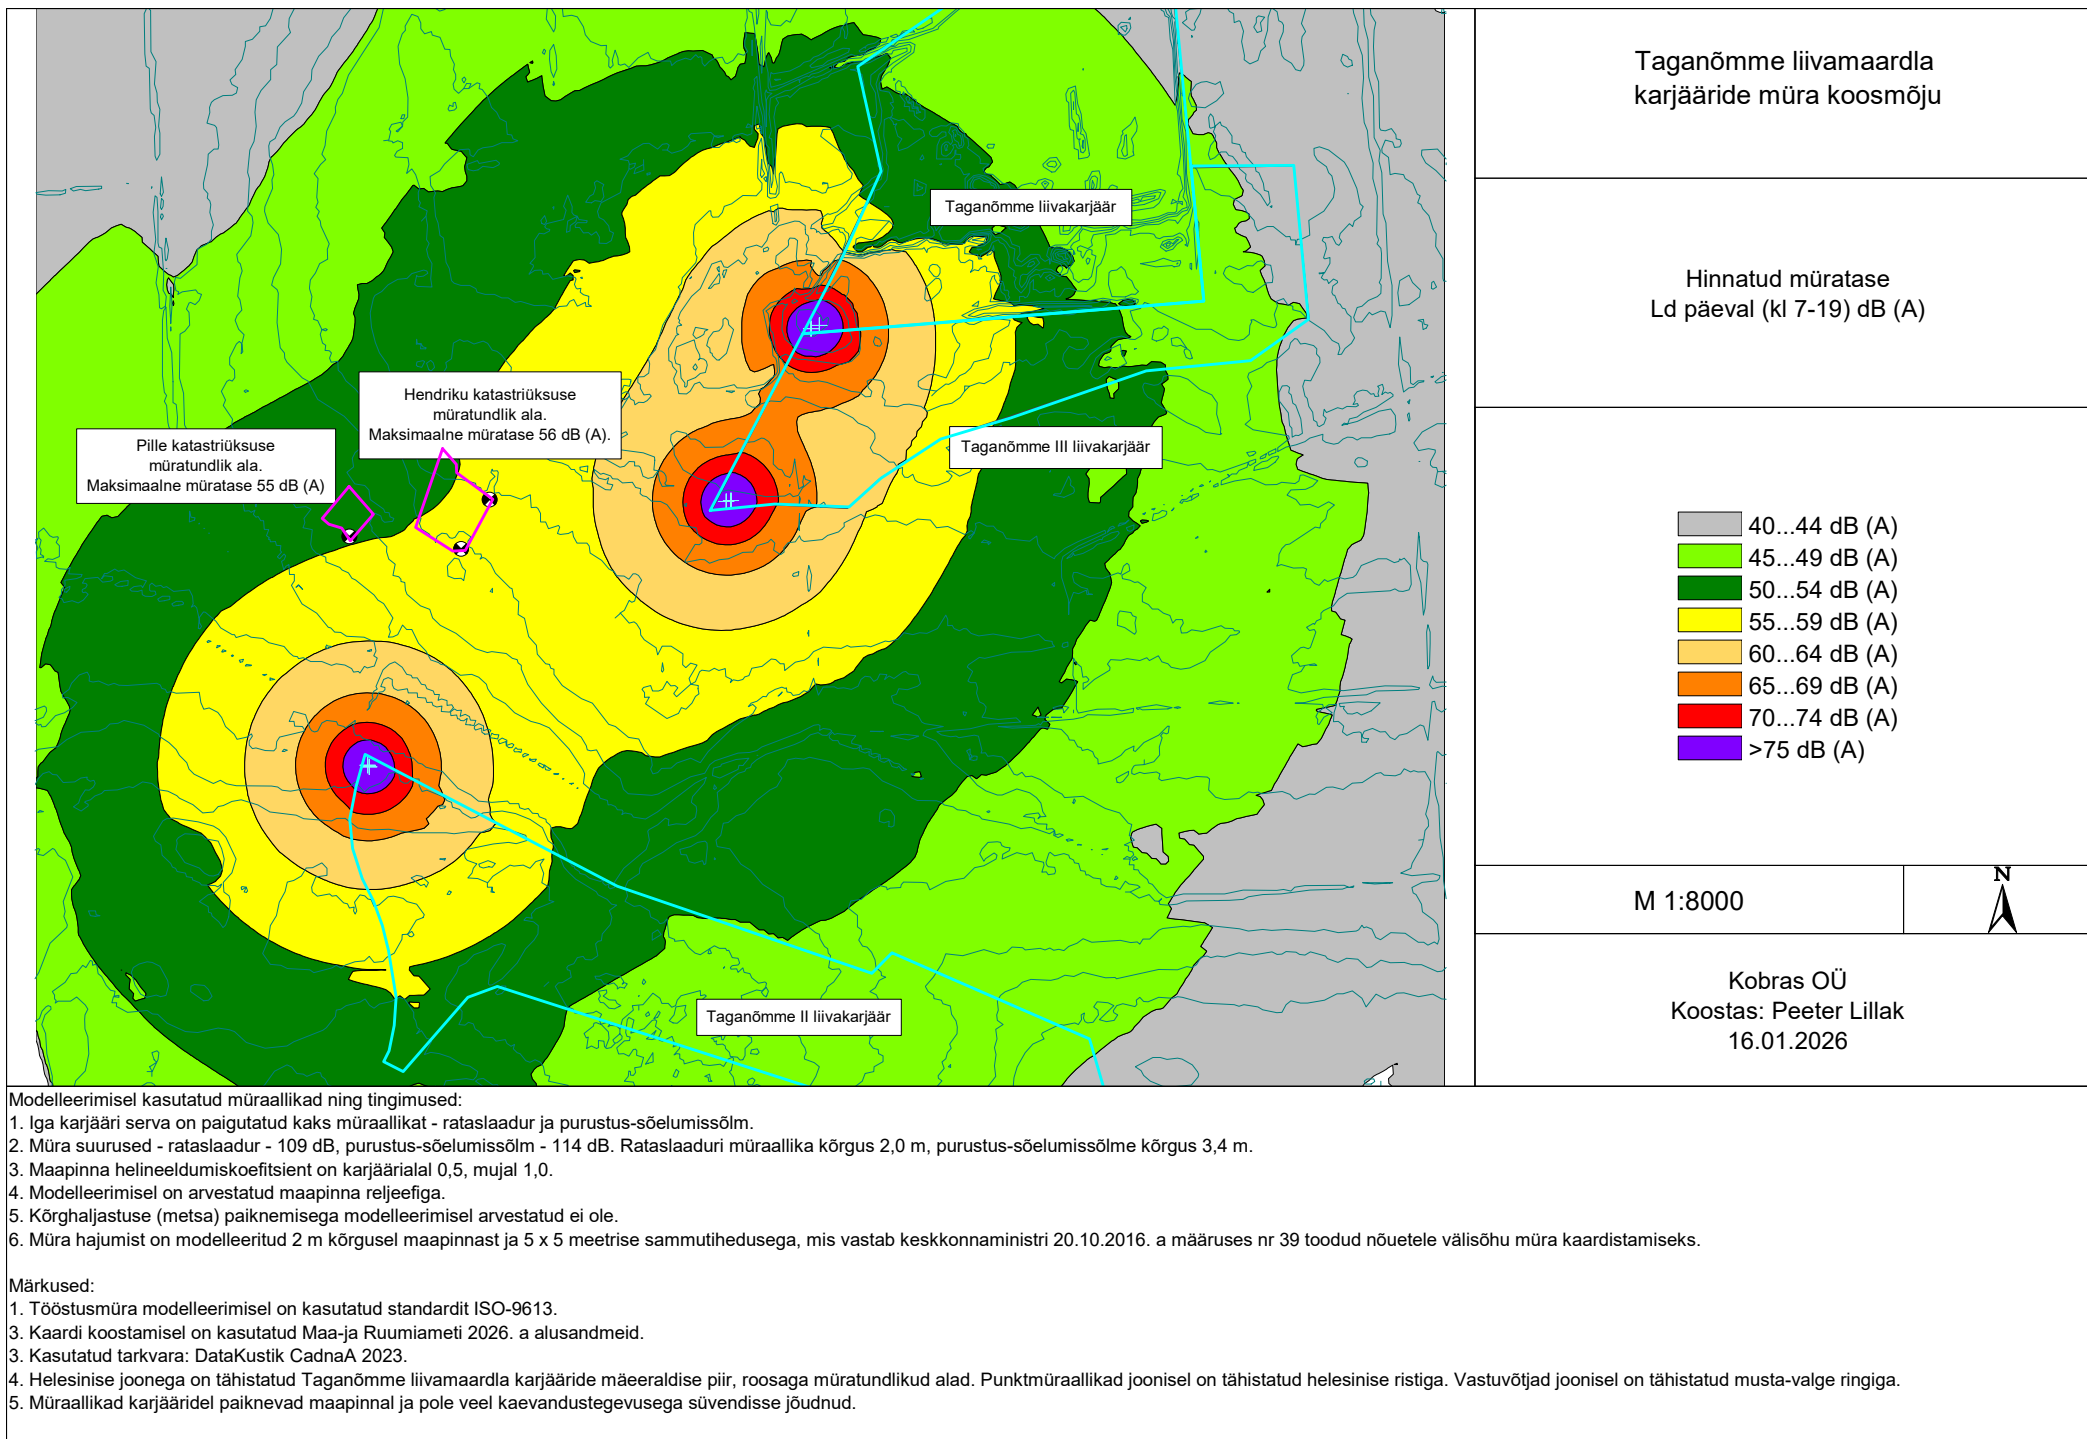 Taganõmme liivamaardla
karjääride müra koosmõju
Hinnatud müratase
Ld päeval (kl 7-19) dB (A)
Taganõmme liivakarjäär
Hendriku katastriüksuse
müratundlik ala.
Maksimaalne müratase 56 dB (A).
Pille katastriüksuse
müratundlik ala.
Maksimaalne müratase 55 dB (A)
Taganõmme III liivakarjäär
Taganõmme II liivakarjäär
40...44 dB (A)
45...49 dB (A)
50...54 dB (A)
55...59 dB (A)
60...64 dB (A)
65...69 dB (A)
70...74 dB (A)
>75 dB (A)
M 1:8000
N
Kobras OÜ
Koostas: Peeter Lillak
16.01.2026
Modelleerimisel kasutatud müraallikad ning tingimused:
1. Iga karjääri serva on paigutatud kaks müraallikat - rataslaadur ja purustus-sõelumissõlm.
2. Müra suurused - rataslaadur - 109 dB, purustus-sõelumissõlm - 114 dB. Rataslaaduri müraallika kõrgus 2,0 m, purustus-sõelumissõlme kõrgus 3,4 m.
3. Maapinna helineeldumiskoefitsient on karjäärialal 0,5, mujal 1,0.
4. Modelleerimisel on arvestatud maapinna reljeefiga.
5. Kõrghaljastuse (metsa) paiknemisega modelleerimisel arvestatud ei ole.
6. Müra hajumist on modelleeritud 2 m kõrgusel maapinnast ja 5 x 5 meetrise sammutihedusega, mis vastab keskkonnaministri 20.10.2016. a määruses nr 39 toodud nõuetele välisõhu müra kaardistamiseks.
Märkused:
1. Tööstusmüra modelleerimisel on kasutatud standardit ISO-9613.
3. Kaardi koostamisel on kasutatud Maa-ja Ruumiameti 2026. a alusandmeid.
3. Kasutatud tarkvara: DataKustik CadnaA 2023.
4. Helesinise joonega on tähistatud Taganõmme liivamaardla karjääride mäeeraldise piir, roosaga müratundlikud alad. Punktmüraallikad joonisel on tähistatud helesinise ristiga. Vastuvõtjad joonisel on tähistatud musta-valge ringiga.
5. Müraallikad karjääridel paiknevad maapinnal ja pole veel kaevandustegevusega süvendisse jõudnud.